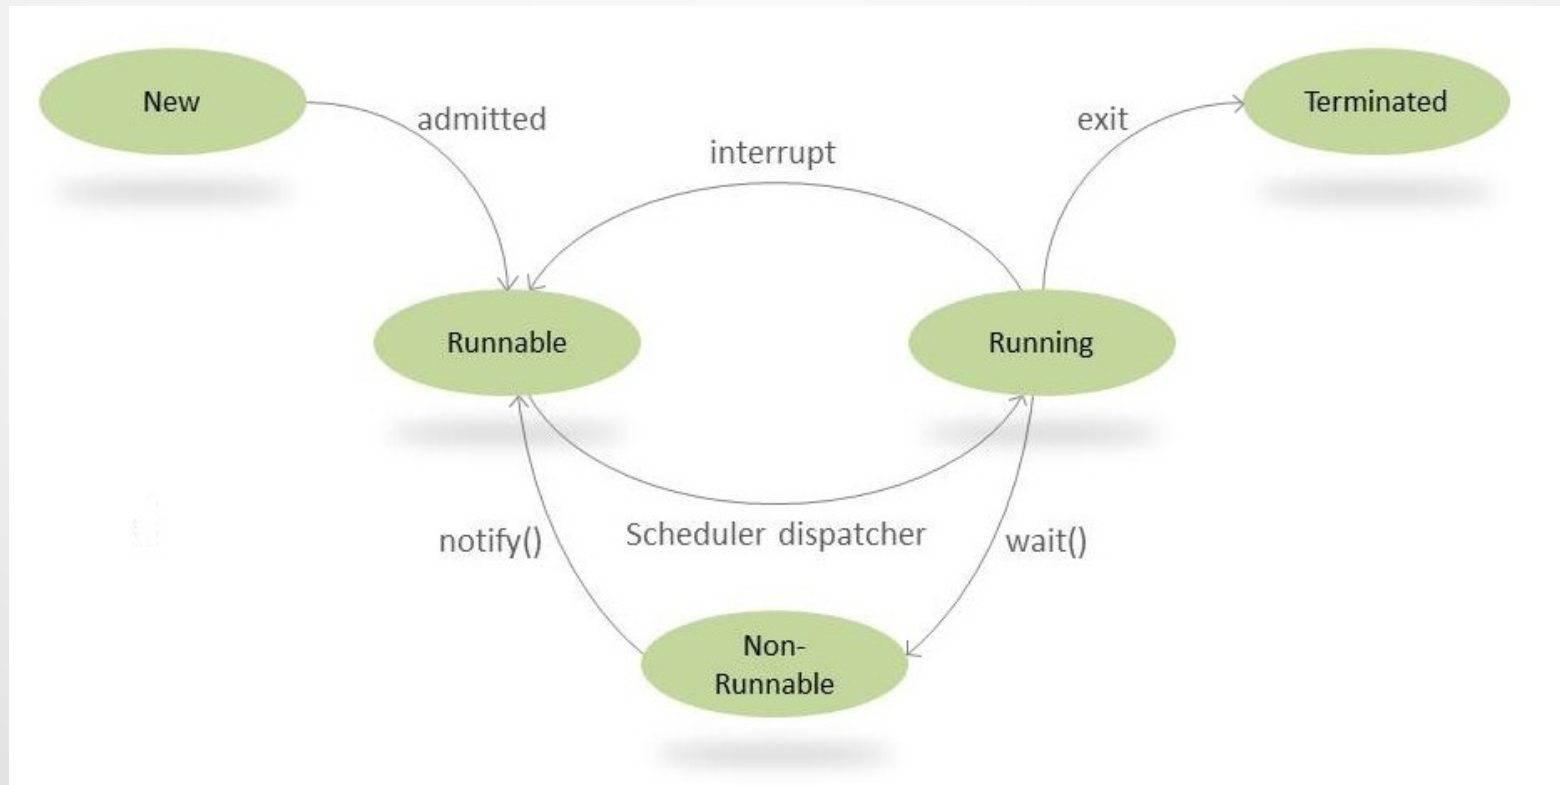 New
admitted
exit
Terminated
interrupt
Runnable
Running
notify()
Scheduler dispatcher
wait()
Non-
Runnable